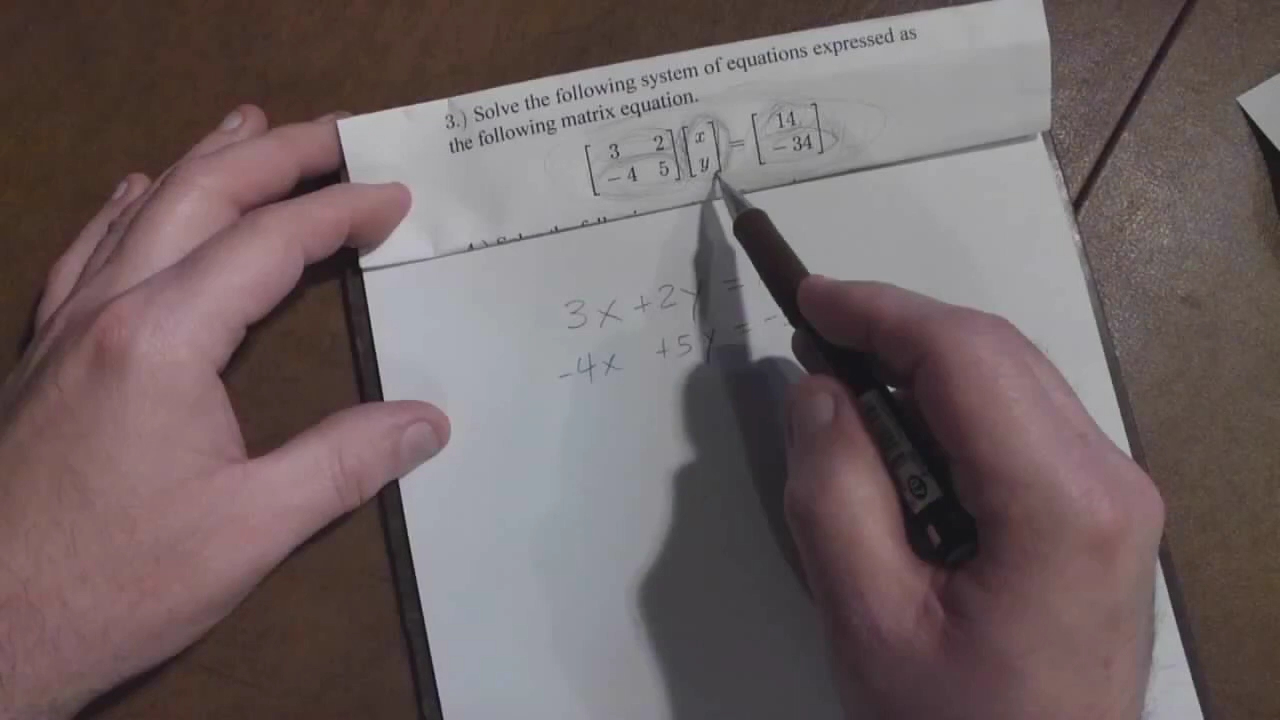 3.) Solve the following system of equations expressed as
the following matrix equation.
[ 3 2 ] [ x ] = [ 14 ]
[ -4 5 ] [ y ] [ -34 ]
3x +2y =
-4x +5y = -